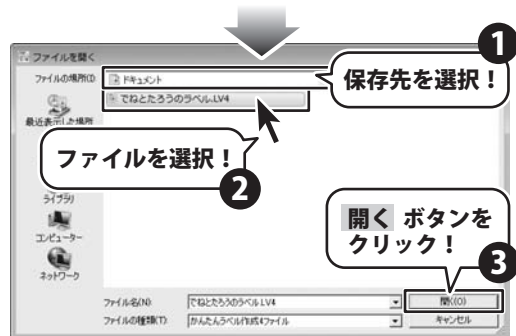 ファイルを開く
1
ファイルの場所(I)
ドキュメント
保存先を選択！
でねとたろうのラベル.LV4
最近表示した場所
ファイルを選択！
2
ライブラリ
コンピューター
開く ボタンを
クリック！
3
ネットワーク
ファイル名(N)
でねとたろうのラベル.LV4
開く(O)
ファイルの種類(T)
かんたんラベル作成4ファイル
キャンセル